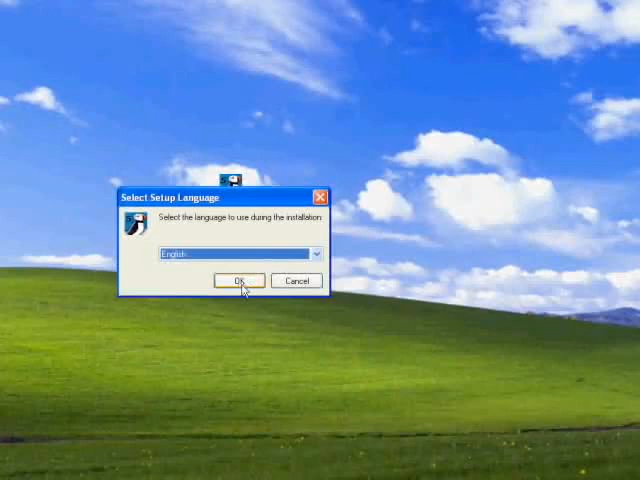 Select Setup Language
Select the language to use during the installation:
English
OK
Cancel